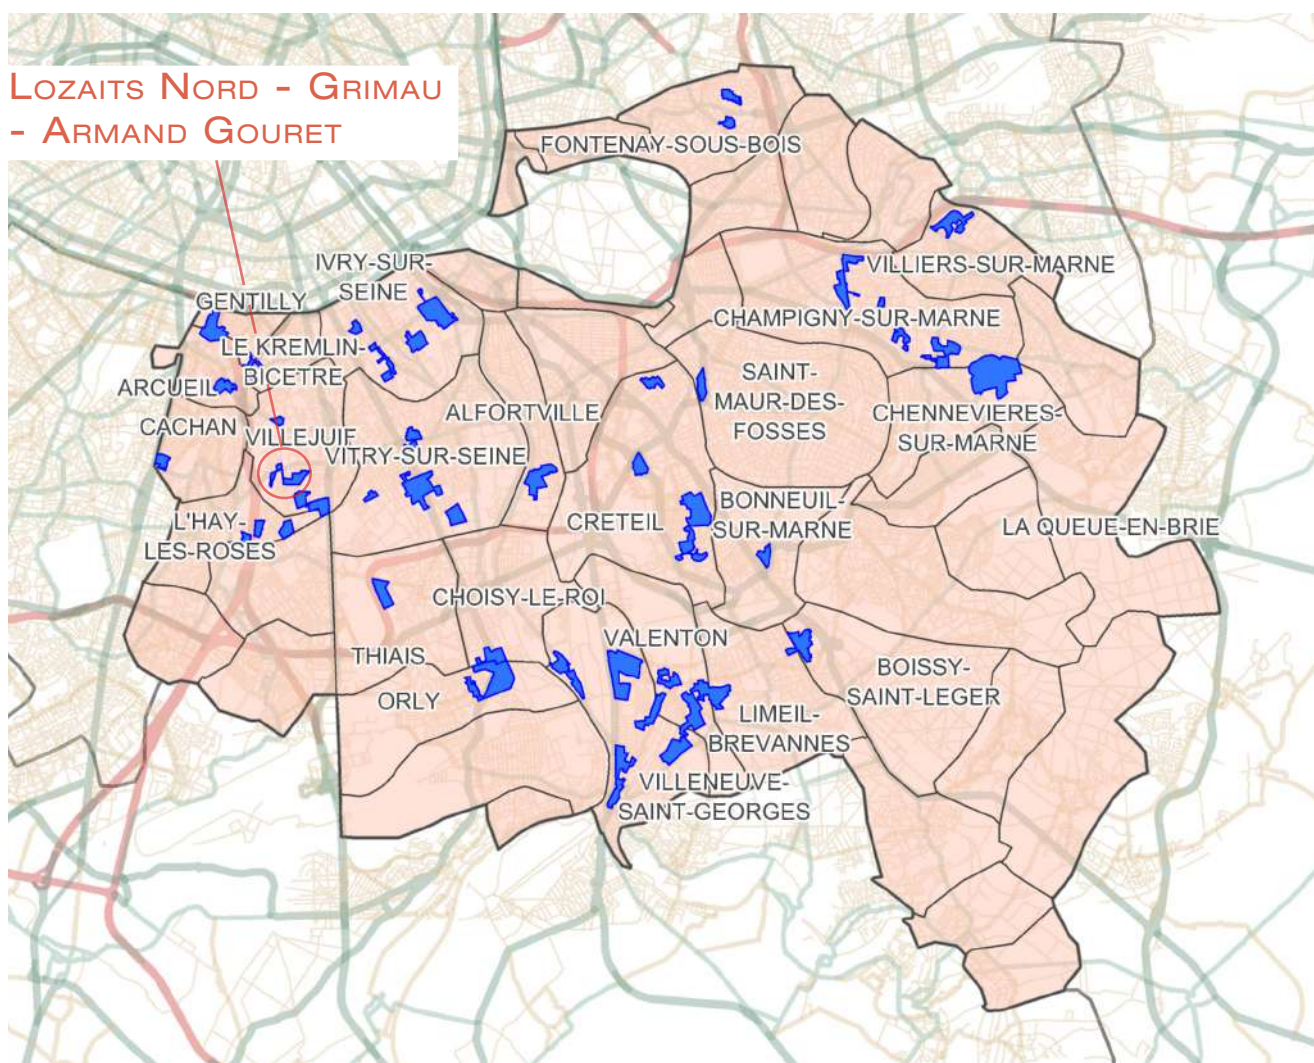 LOZAITS NORD - GRIMAU
- ARMAND GOURET
FONTENAY-SOUS-BOIS
IVRY-SUR-
SEINE
VILLIERS-SUR-MARNE
GENTILLY
CHAMPIGNY-SUR-MARNE
LE KREMLIN-
BICETRE
ARCUEIL
SAINT-
MAUR-DES-
FOSSES
CACHAN
ALFORTVILLE
CHENNEVIERES-
SUR-MARNE
VILLEJUIF
VITRY-SUR-SEINE
L'HAY-
LES-ROSES
CRETEIL
BONNEUIL-
SUR-MARNE
LA QUEUE-EN-BRIE
CHOISY-LE-ROI
THIAIS
VALENTON
ORLY
BOISSY-
SAINT-LEGER
LIMEIL-
BREVANNES
VILLENEUVE-
SAINT-GEORGES